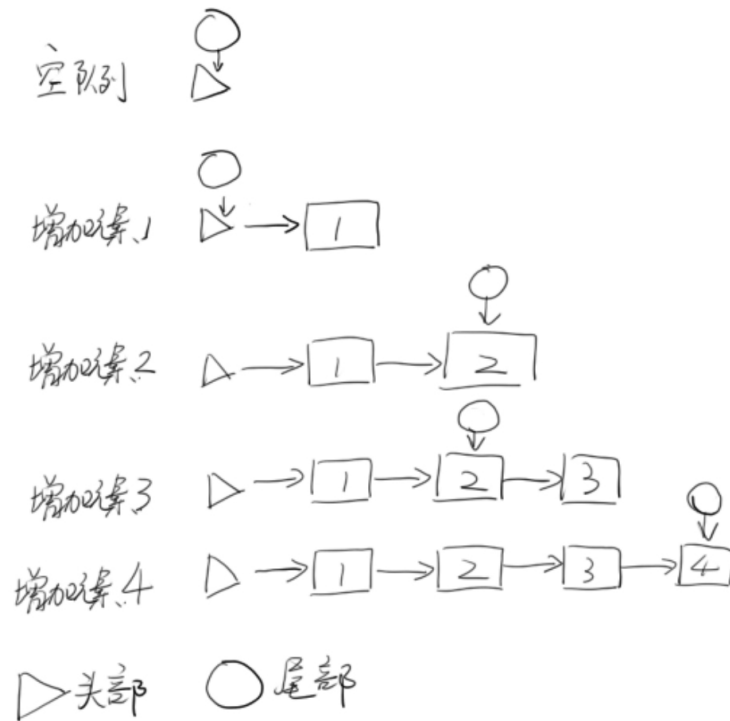 空队列
增加元素1 1
增加元素2 1 2
增加元素3 1 2 3
增加元素4 1 2 3 4
头部 尾部